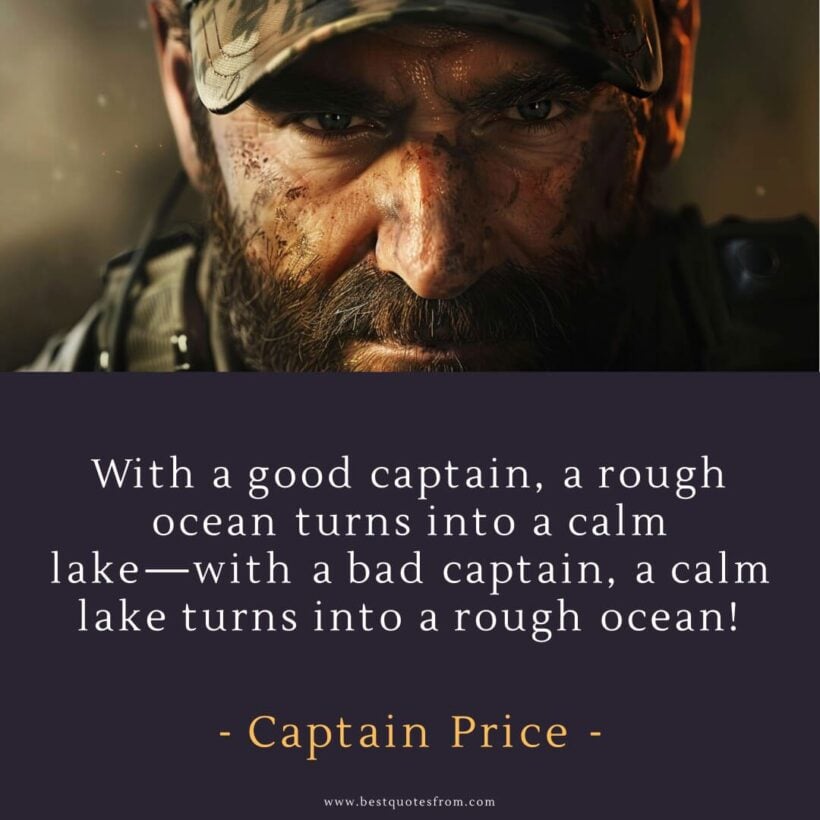 With a good captain, a rough
ocean turns into a calm
lake—with a bad captain, a calm
lake turns into a rough ocean!
- Captain Price -
www.bestquotesfrom.com